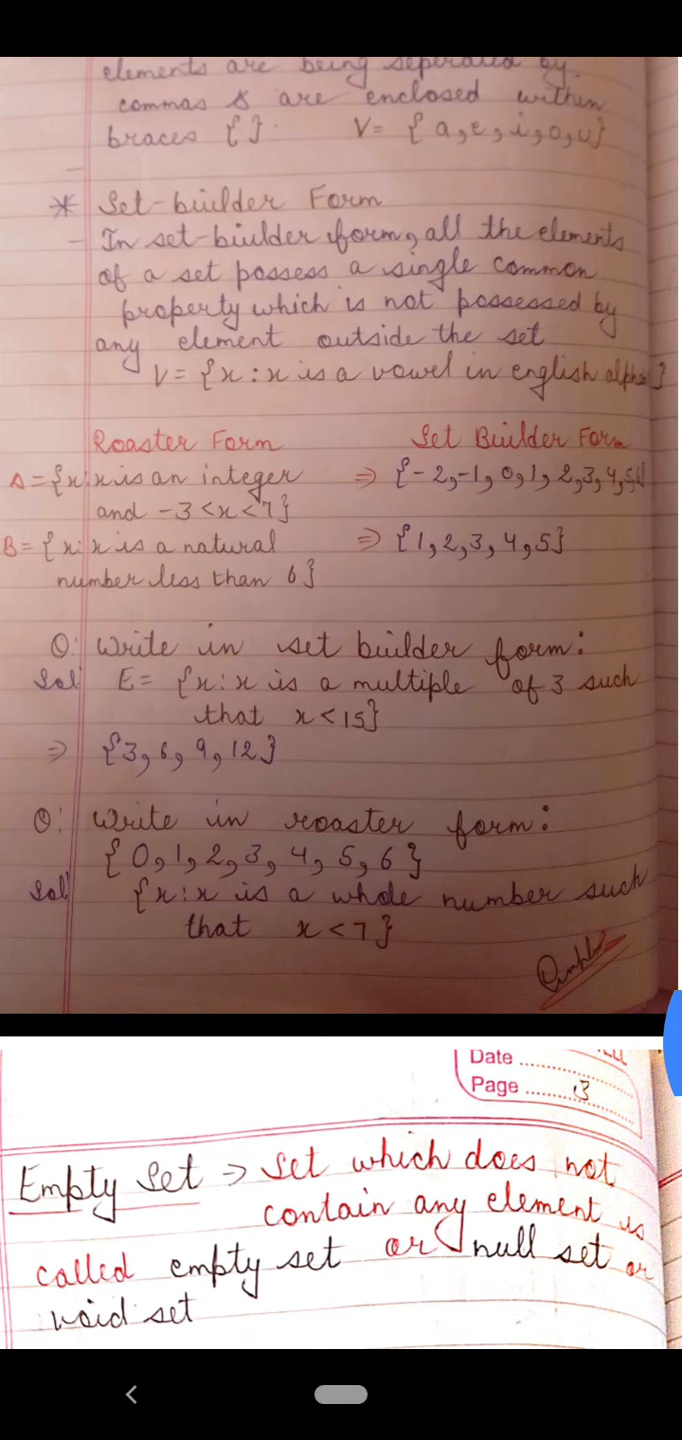 elements are being seperated by
commas & are enclosed within
braces { }. V= { a, e, i, o, u}
* Set-builder Form
- In set-builder form, all the elements
of a set possess a single common
property which is not possessed by
any element outside the set
V= {x : x is a vowel in english }
Roaster Form Set Builder Form
A = {x : x is an integer ⇒ {-2, -1, 0, 1, 2, 3, 4, 5, 6}
and -3 < x < 7}
B = { x : x is a natural ⇒ {1, 2, 3, 4, 5}
number less than 6 }
Q: Write in set builder form:
Sol E= {x : x is a multiple of 3 such
that x < 15}
⇒ {3, 6, 9, 12}
Q: Write in roaster form:
{ 0, 1, 2, 3, 4, 5, 6 }
Sol {x : x is a whole number such
that x < 7}
Date
Page 3
Empty Set → Set which does not
contain any element is
called empty set or null set or
void set